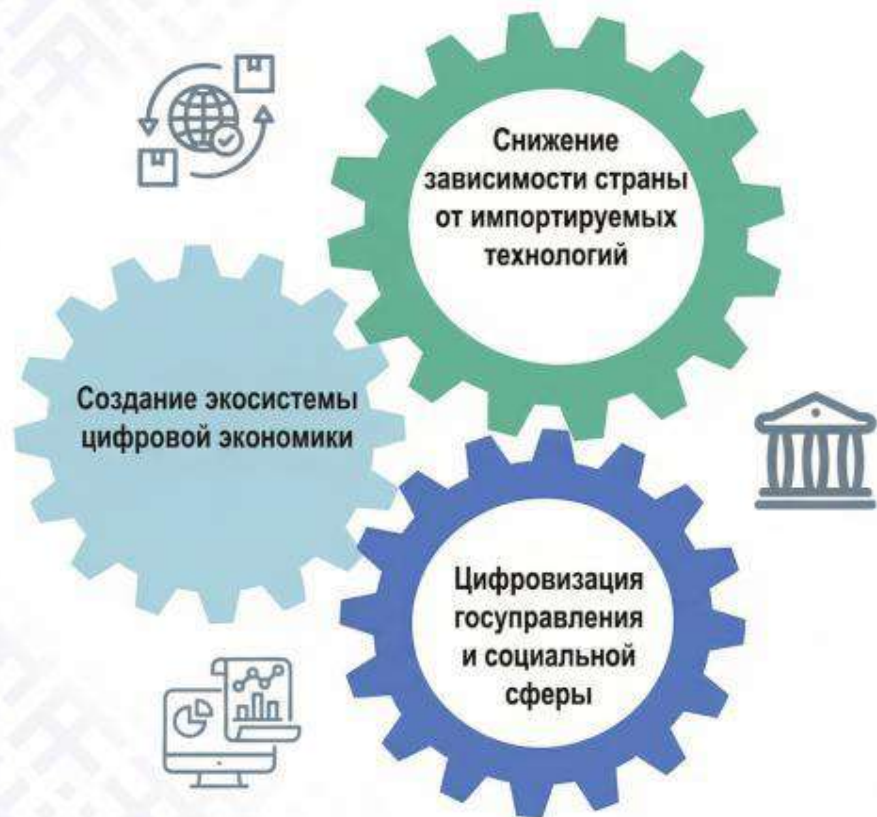 Снижение
зависимости страны
от импортируемых
технологий
Создание экосистемы
цифровой экономики
Цифровизация
госуправления
и социальной
сферы